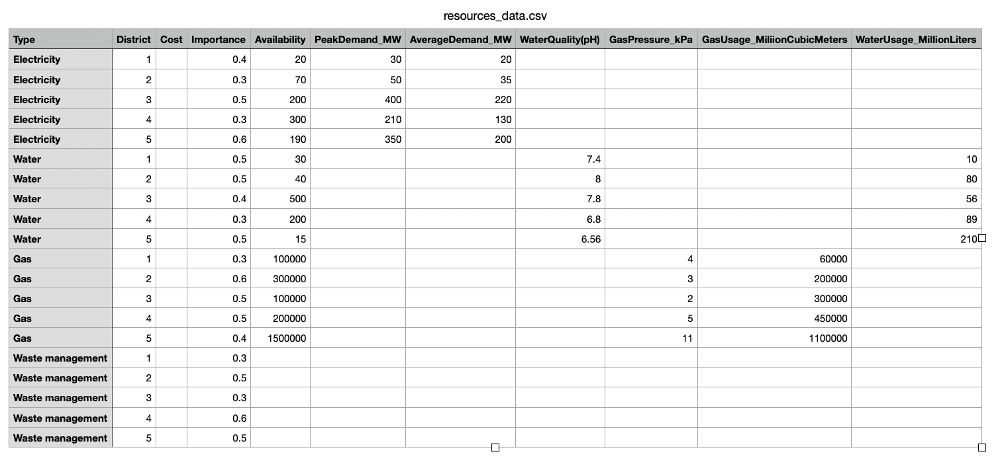 resources_data.csv
Type District Cost Importance Availability PeakDemand_MW AverageDemand_MW WaterQuality(pH) GasPressure_kPa GasUsage_MiliionCubicMeters WaterUsage_MillionLiters
Electricity 1 0.4 20 30 20
Electricity 2 0.3 70 50 35
Electricity 3 0.5 200 400 220
Electricity 4 0.3 300 210 130
Electricity 5 0.6 190 350 200
Water 1 0.5 30 7.4 10
Water 2 0.5 40 8 80
Water 3 0.4 500 7.8 56
Water 4 0.3 200 6.8 89
Water 5 0.5 15 6.56 210
Gas 1 0.3 100000 4 60000
Gas 2 0.6 300000 3 200000
Gas 3 0.5 100000 2 300000
Gas 4 0.5 200000 5 450000
Gas 5 0.4 1500000 11 1100000
Waste management 1 0.3
Waste management 2 0.5
Waste management 3 0.3
Waste management 4 0.6
Waste management 5 0.5